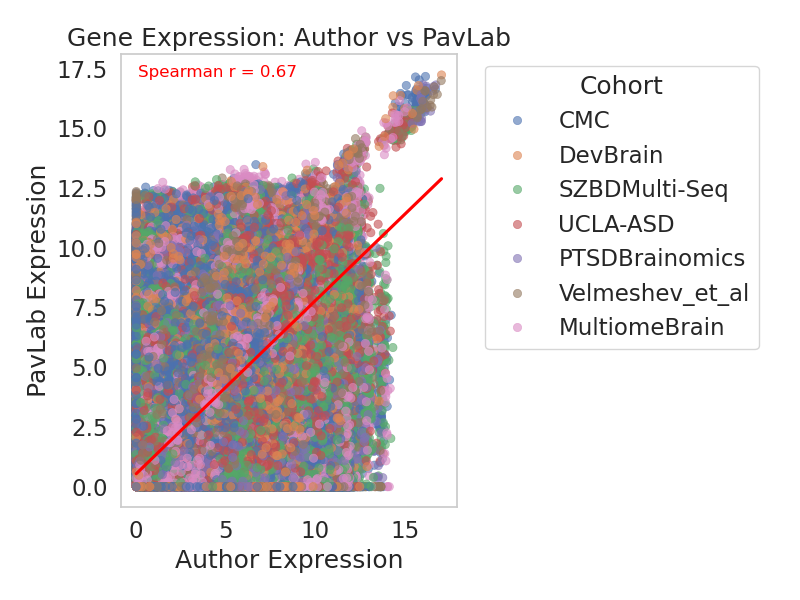 Gene Expression: Author vs PavLab
Spearman r = 0.67
17.5
15.0
12.5
10.0
7.5
5.0
2.5
0.0
PavLab Expression
0 5 10 15
Author Expression
Cohort
CMC
DevBrain
SZBDMulti-Seq
UCLA-ASD
PTSDBrainomics
Velmeshev_et_al
MultiomeBrain